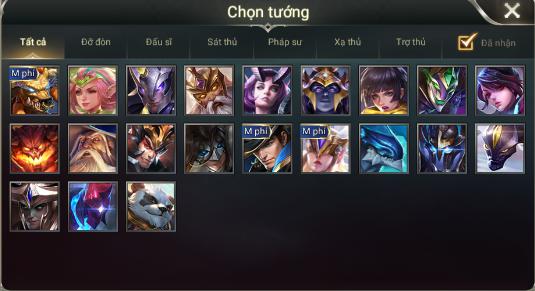 Chọn tướng
Tất cả Đỡ đòn Đấu sĩ Sát thủ Pháp sư Xạ thủ Trợ thủ Đã nhận
M phí
M phí M phí